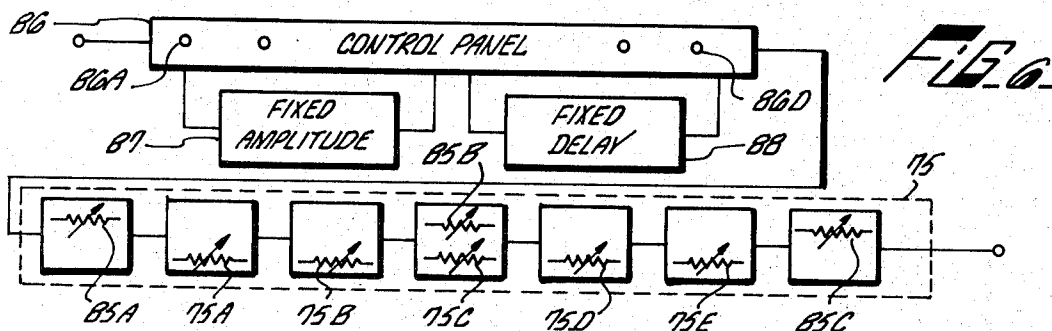 86
CONTROL PANEL
FIG. 6.
86A
86D
FIXED AMPLITUDE
FIXED DELAY
87
88
85B
75
85A
75A
75B
75C
75D
75E
85C